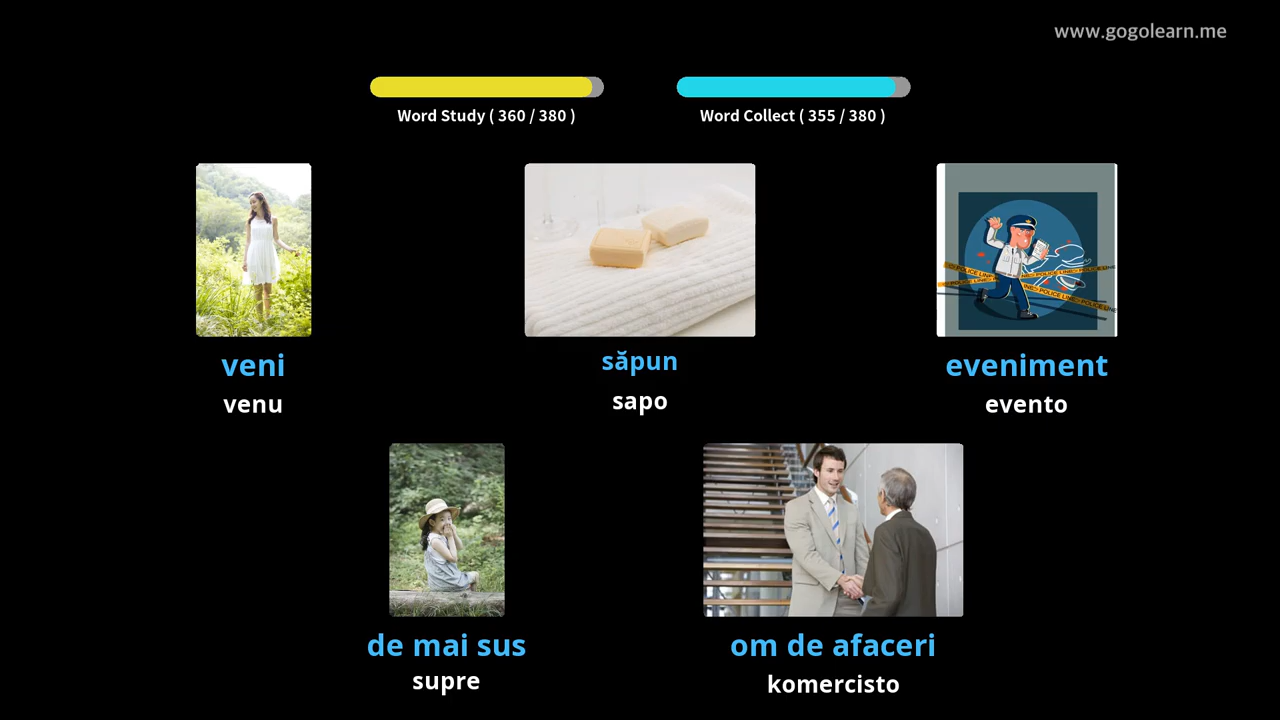 www.gogolearn.me
Word Study ( 360 / 380 )
Word Collect ( 355 / 380 )
veni
venu
săpun
sapo
eveniment
evento
de mai sus
supre
om de afaceri
komercisto